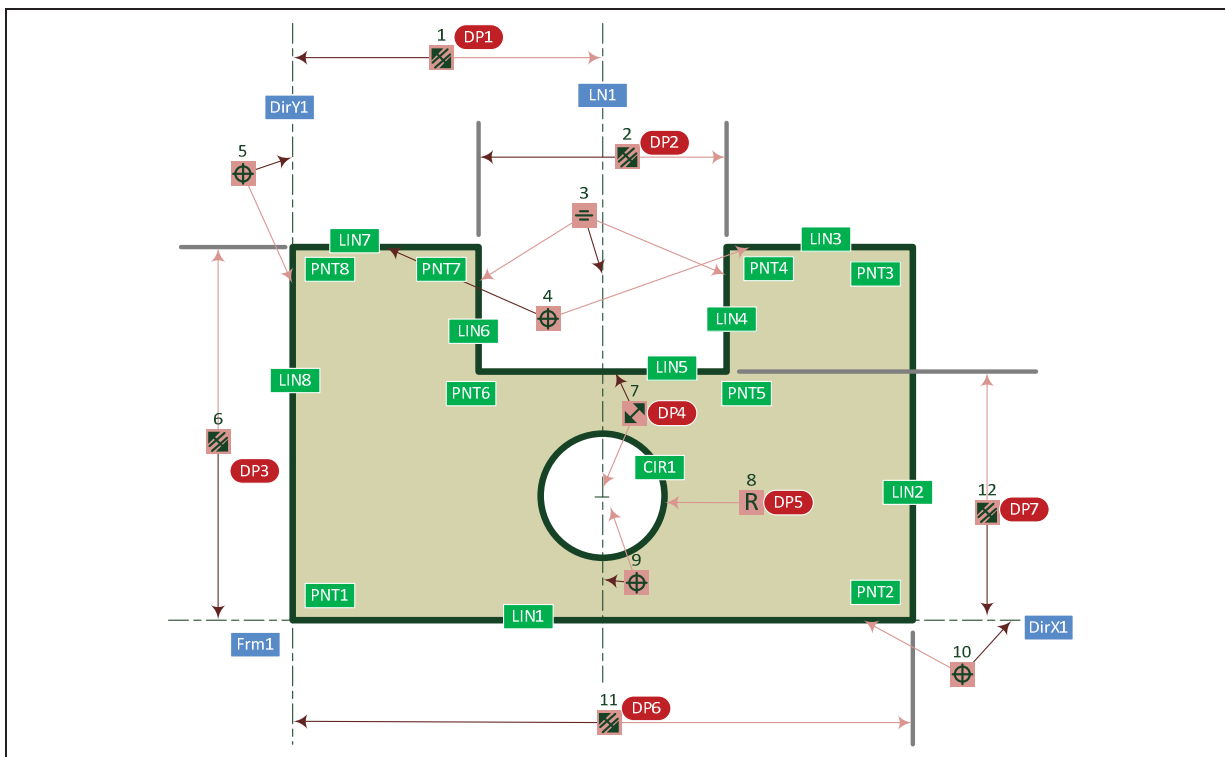 1 DP1
DirY1
LN1
2 DP2
5
3
LIN7
LIN3
PNT8
PNT7
PNT4
PNT3
4
LIN6
LIN4
LIN5
LIN8
PNT6
7
PNT5
DP4
6
DP3
CIR1
8
R DP5
LIN2
12
DP7
9
PNT1
PNT2
LIN1
Frm1
DirX1
10
11 DP6